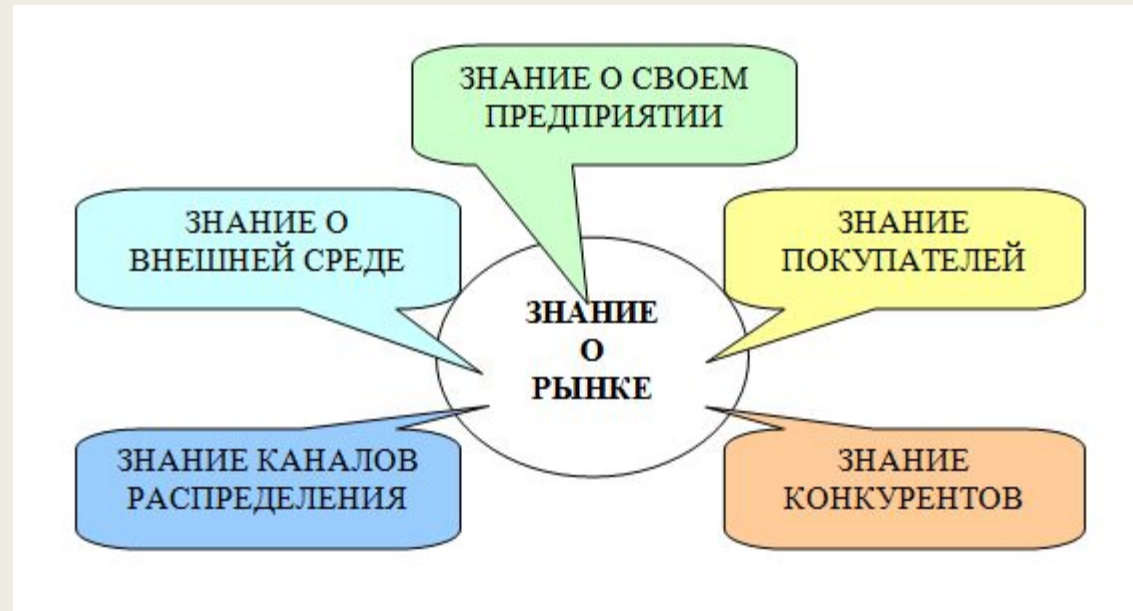 ЗНАНИЕ О СВОЕМ
ПРЕДПРИЯТИИ
ЗНАНИЕ О
ВНЕШНЕЙ СРЕДЕ
ЗНАНИЕ
ПОКУПАТЕЛЕЙ
ЗНАНИЕ
О
РЫНКЕ
ЗНАНИЕ КАНАЛОВ
РАСПРЕДЕЛЕНИЯ
ЗНАНИЕ
КОНКУРЕНТОВ